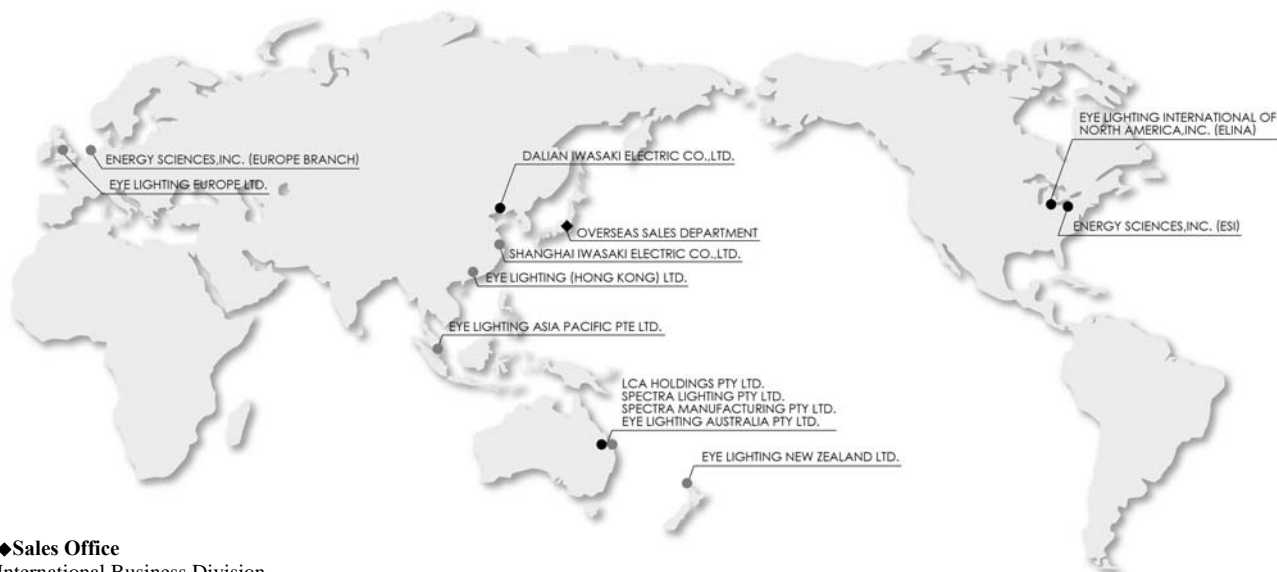 EYE LIGHTING INTERNATIONAL OF
NORTH AMERICA,INC. (ELINA)
ENERGY SCIENCES,INC. (EUROPE BRANCH)
DALIAN IWASAKI ELECTRIC CO.,LTD.
EYE LIGHTING EUROPE LTD.
ENERGY SCIENCES,INC. (ESI)
OVERSEAS SALES DEPARTMENT
SHANGHAI IWASAKI ELECTRIC CO.,LTD.
EYE LIGHTING (HONG KONG) LTD.
EYE LIGHTING ASIA PACIFIC PTE LTD.
LCA HOLDINGS PTY LTD.
SPECTRA LIGHTING PTY LTD.
SPECTRA MANUFACTURING PTY LTD.
EYE LIGHTING AUSTRALIA PTY LTD.
EYE LIGHTING NEW ZEALAND LTD.
◆Sales Office
International Business Division